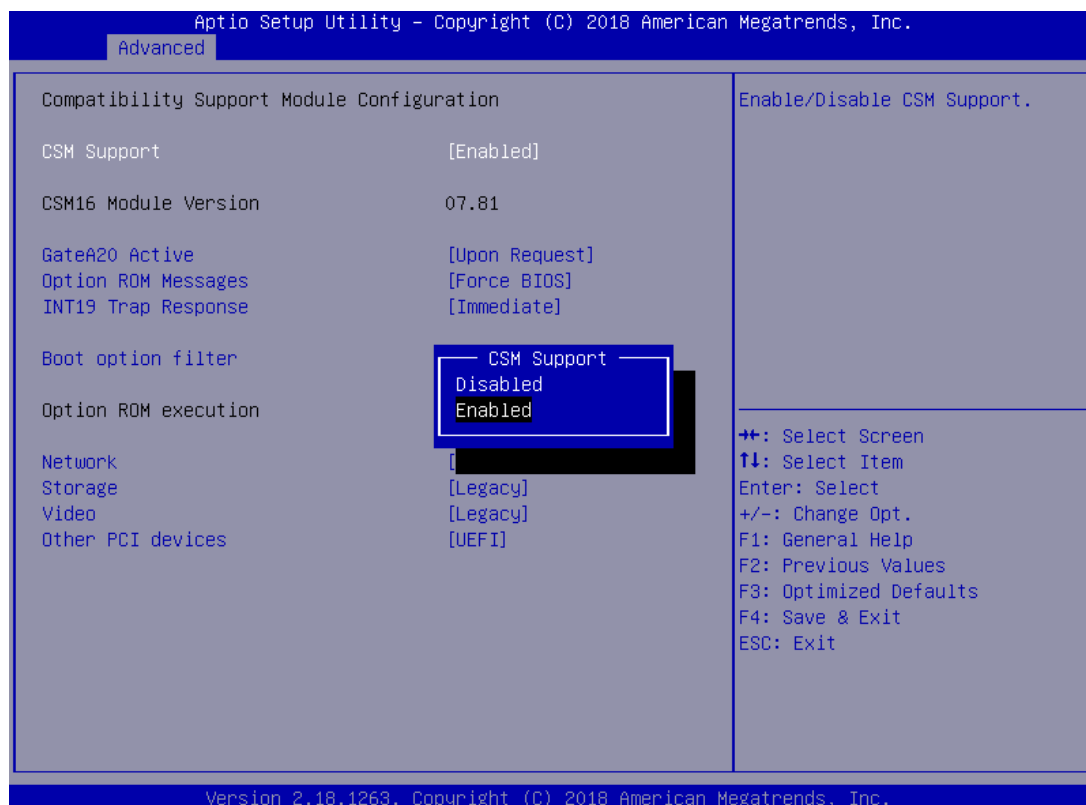 Aptio Setup Utility – Copyright (C) 2018 American Megatrends, Inc.
Advanced
Compatibility Support Module Configuration
Enable/Disable CSM Support.
CSM Support [Enabled]
CSM16 Module Version 07.81
GateA20 Active [Upon Request]
Option ROM Messages [Force BIOS]
INT19 Trap Response [Immediate]
Boot option filter
CSM Support
Disabled
Enabled
Option ROM execution
Network [
Storage [Legacy]
Video [Legacy]
Other PCI devices [UEFI]
→←: Select Screen
↑↓: Select Item
Enter: Select
+/-: Change Opt.
F1: General Help
F2: Previous Values
F3: Optimized Defaults
F4: Save & Exit
ESC: Exit
Version 2.18.1263. Copyright (C) 2018 American Megatrends, Inc.